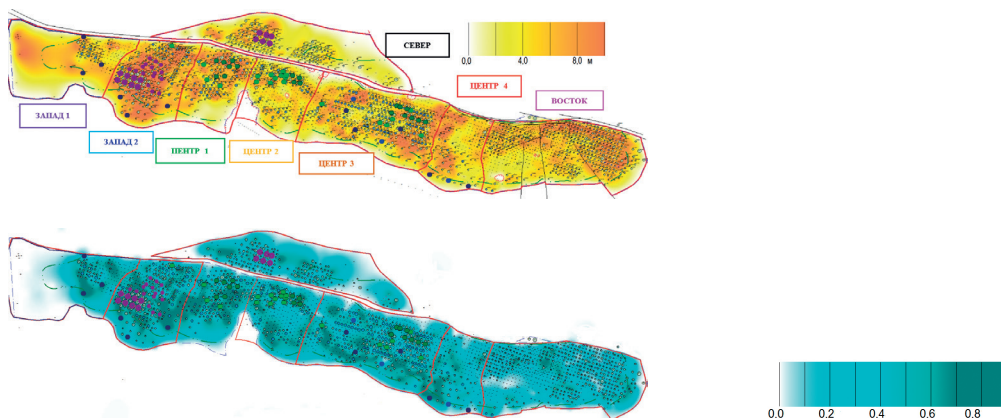 СЕВЕР
0,0 4,0 8,0 м
ЦЕНТР 4
ВОСТОК
ЗАПАД 1
ЗАПАД 2
ПЕНТР 1
ЦЕНТР 2
ЦЕНТР 3
0.0 0.2 0.4 0.6 0.8